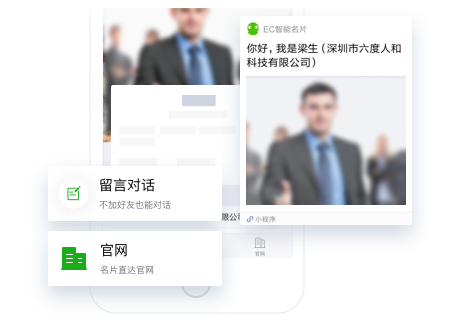 EC智能名片
你好，我是梁生（深圳市六度人和
科技有限公司）
小程序
留言对话
不加好友也能对话
限公司
官网
官网
名片直达官网